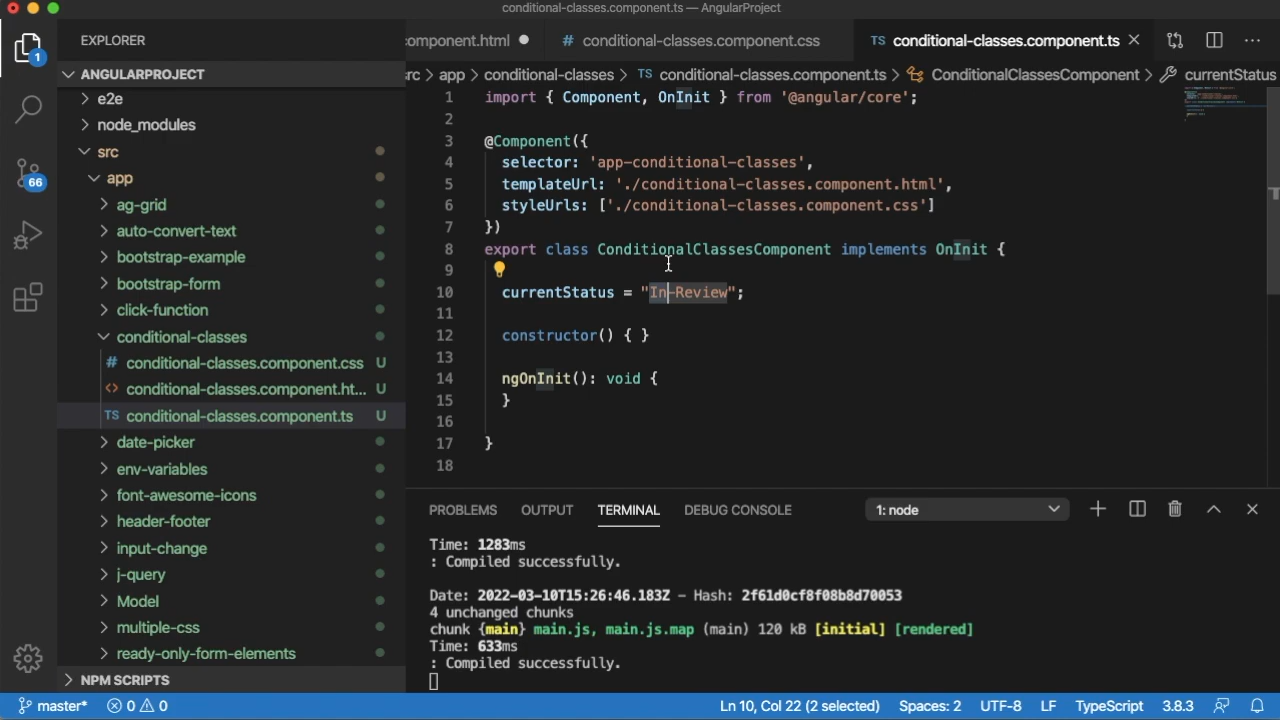 conditional-classes.component.ts — AngularProject
EXPLORER
component.html
# conditional-classes.component.css
TS conditional-classes.component.ts
1
ANGULARPROJECT
src > app > conditional-classes > TS conditional-classes.component.ts > ConditionalClassesComponent > currentStatus
e2e
node_modules
src
app
ag-grid
auto-convert-text
bootstrap-example
bootstrap-form
click-function
conditional-classes
# conditional-classes.component.css U
<> conditional-classes.component.ht... U
TS conditional-classes.component.ts U
date-picker
env-variables
font-awesome-icons
header-footer
input-change
j-query
Model
multiple-css
ready-only-form-elements
NPM SCRIPTS
66
1 import { Component, OnInit } from '@angular/core';
2
3 @Component({
4 selector: 'app-conditional-classes',
5 templateUrl: './conditional-classes.component.html',
6 styleUrls: ['./conditional-classes.component.css']
7 })
8 export class ConditionalClassesComponent implements OnInit {
9
10 currentStatus = "In-Review";
11
12 constructor() { }
13
14 ngOnInit(): void {
15 }
16
17 }
18
PROBLEMS OUTPUT TERMINAL DEBUG CONSOLE 1: node
Time: 1283ms
: Compiled successfully.
Date: 2022-03-10T15:26:46.183Z - Hash: 2f61d0cf8f08b8d70053
4 unchanged chunks
chunk {main} main.js, main.js.map (main) 120 kB [initial] [rendered]
Time: 633ms
: Compiled successfully.
master* 0 0 Ln 10, Col 22 (2 selected) Spaces: 2 UTF-8 LF TypeScript 3.8.3